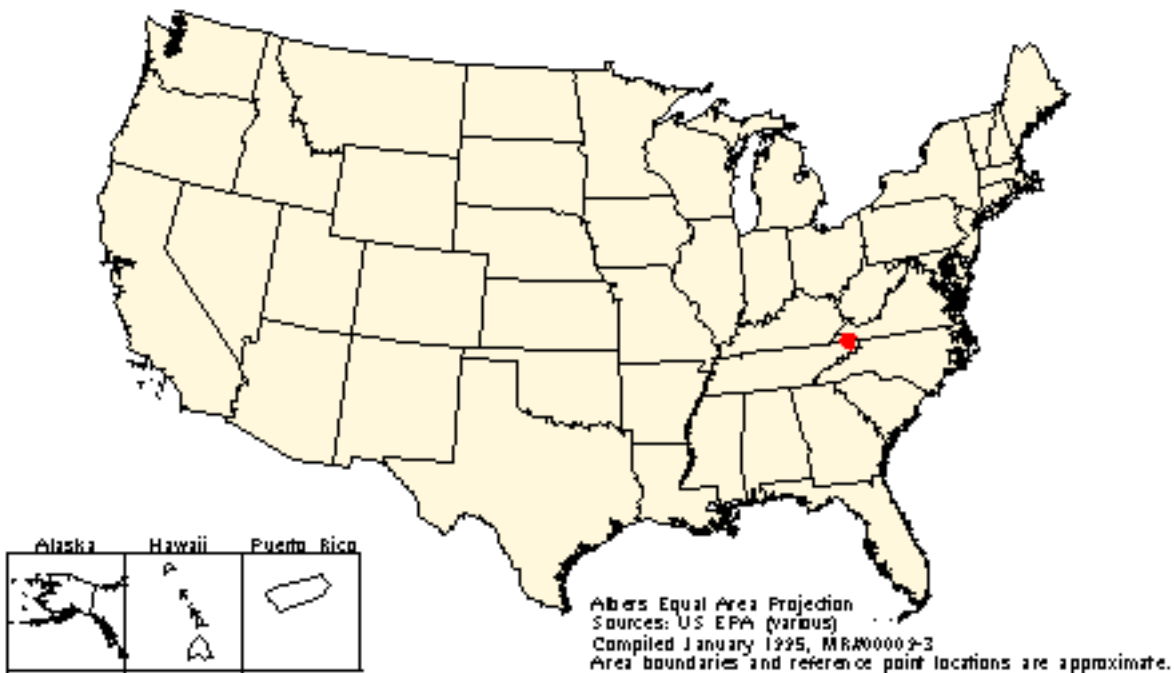 Alaska Hawaii Puerto Rico
Albers Equal Area Projection
Sources: US EPA (various)
Compiled January 1995, MR#00009-3
Area boundaries and reference point locations are approximate.